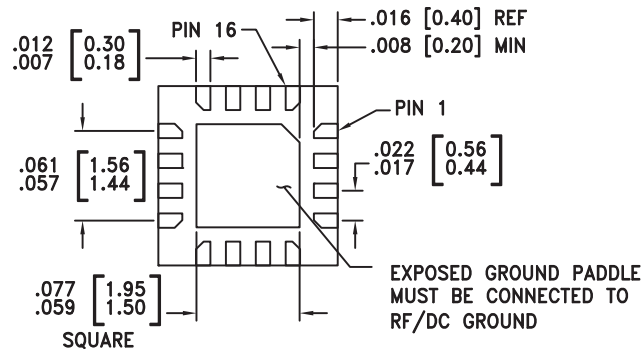 .016 [0.40] REF
.008 [0.20] MIN
PIN 16
.012 [0.30]
.007 [0.18]
PIN 1
.022 [0.56]
.017 [0.44]
.061 [1.56]
.057 [1.44]
.077 [1.95]
.059 [1.50]
SQUARE
EXPOSED GROUND PADDLE
MUST BE CONNECTED TO
RF/DC GROUND